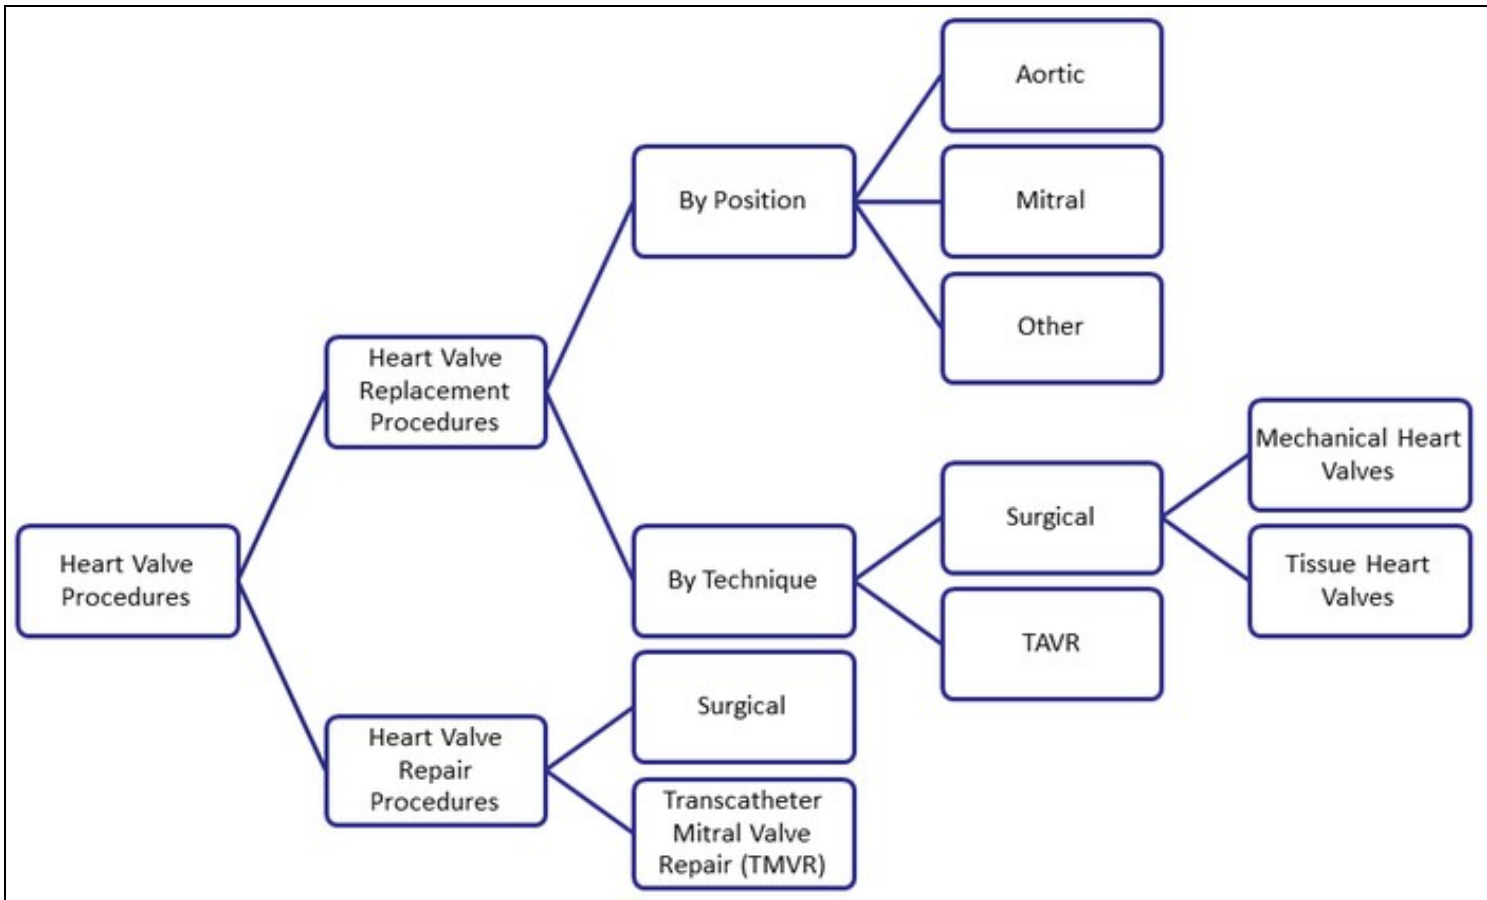 Heart Valve
Procedures
Heart Valve
Replacement
Procedures
By Position
Aortic
Mitral
Other
By Technique
Surgical
Mechanical Heart
Valves
Tissue Heart
Valves
TAVR
Heart Valve
Repair
Procedures
Surgical
Transcatheter
Mitral Valve
Repair (TMVR)